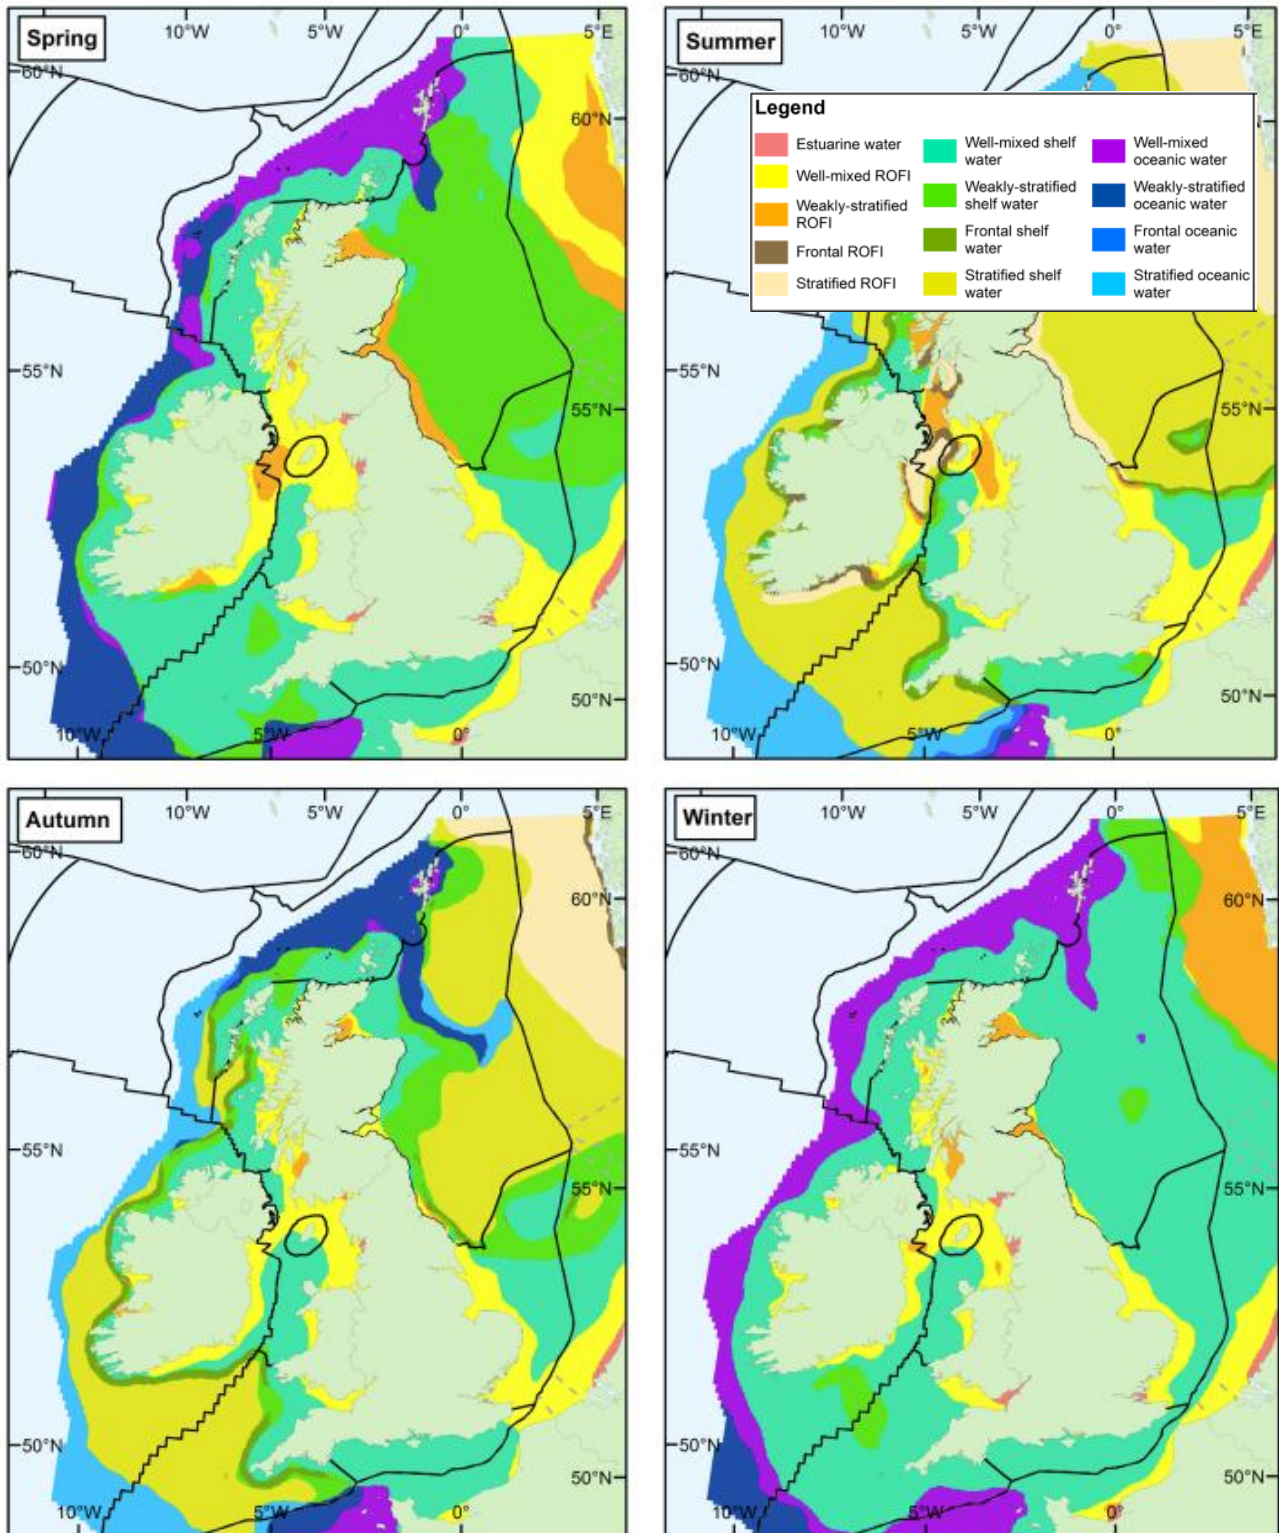 Spring
10°W
5°W
0°
5°E
60°N
60°N
55°N
55°N
50°N
50°N
10°W
5°W
0°
Summer
10°W
5°W
0°
5°E
60°N
Legend
Estuarine water
Well-mixed ROFI
Weakly-stratified
ROFI
Frontal ROFI
Stratified ROFI
Well-mixed shelf
water
Weakly-stratified
shelf water
Frontal shelf
water
Stratified shelf
water
Well-mixed
oceanic water
Weakly-stratified
oceanic water
Frontal oceanic
water
Stratified oceanic
water
55°N
55°N
50°N
50°N
10°W
5°W
0°
Autumn
10°W
5°W
0°
5°E
60°N
60°N
55°N
55°N
50°N
50°N
10°W
5°W
0°
Winter
10°W
5°W
0°
5°E
60°N
60°N
55°N
55°N
50°N
50°N
10°W
5°W
0°